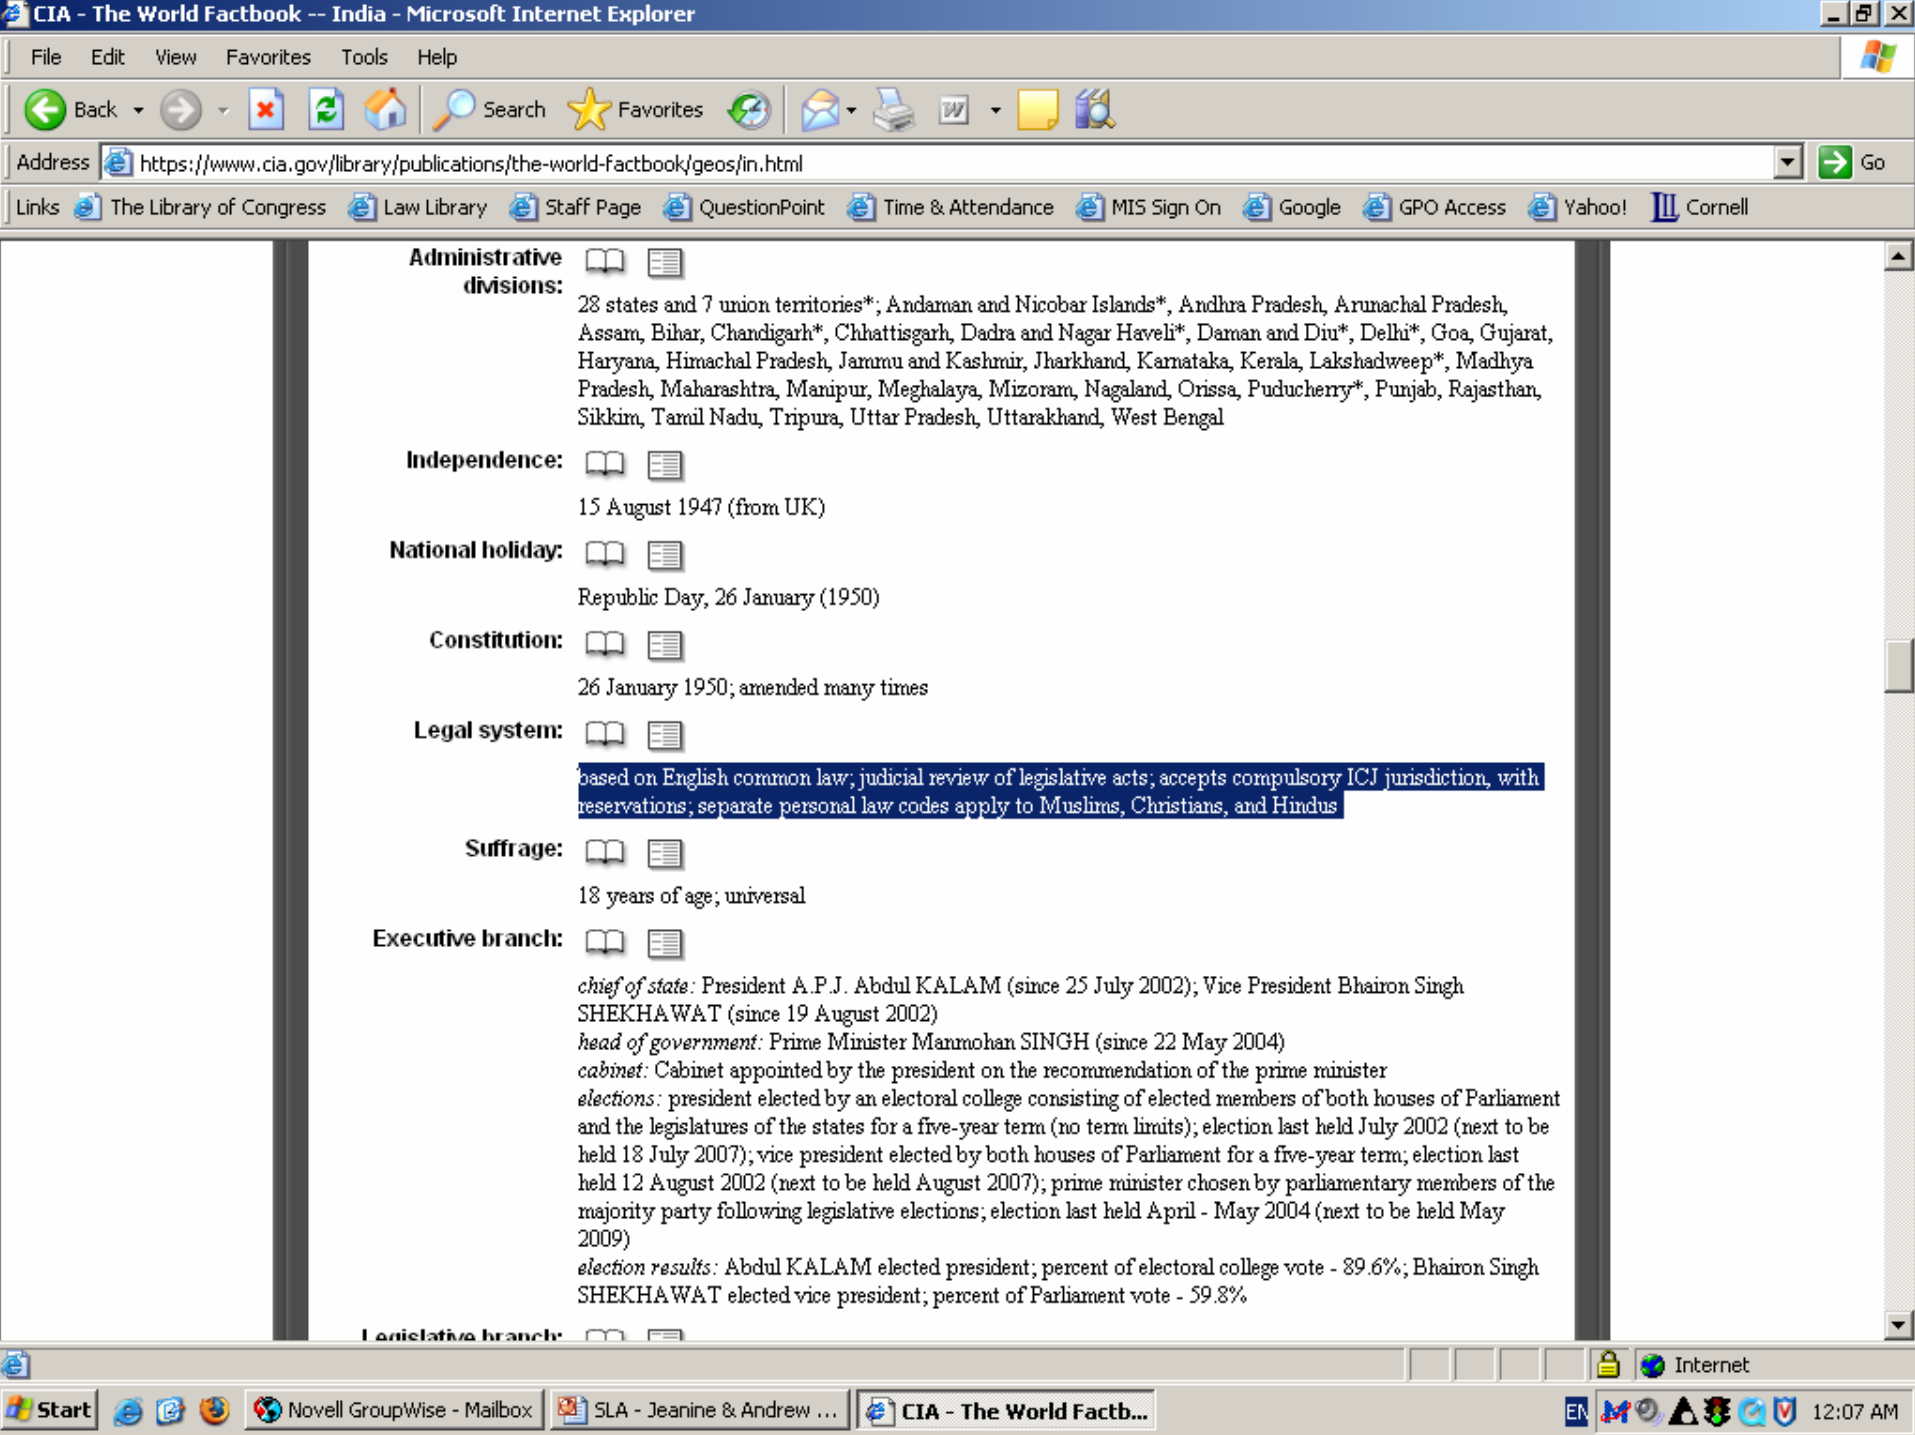 CIA - The World Factbook -- India - Microsoft Internet Explorer
File Edit View Favorites Tools Help
Back Search Favorites
Address https://www.cia.gov/library/publications/the-world-factbook/geos/in.html Go
Links The Library of Congress Law Library Staff Page QuestionPoint Time & Attendance MIS Sign On Google GPO Access Yahoo! Cornell
Administrative
divisions:
28 states and 7 union territories*; Andaman and Nicobar Islands*, Andhra Pradesh, Arunachal Pradesh,
Assam, Bihar, Chandigarh*, Chhattisgarh, Dadra and Nagar Haveli*, Daman and Diu*, Delhi*, Goa, Gujarat,
Haryana, Himachal Pradesh, Jammu and Kashmir, Jharkhand, Karnataka, Kerala, Lakshadweep*, Madhya
Pradesh, Maharashtra, Manipur, Meghalaya, Mizoram, Nagaland, Orissa, Puducherry*, Punjab, Rajasthan,
Sikkim, Tamil Nadu, Tripura, Uttar Pradesh, Uttarakhand, West Bengal
Independence:
15 August 1947 (from UK)
National holiday:
Republic Day, 26 January (1950)
Constitution:
26 January 1950; amended many times
Legal system:
based on English common law; judicial review of legislative acts; accepts compulsory ICJ jurisdiction, with
reservations; separate personal law codes apply to Muslims, Christians, and Hindus
Suffrage:
18 years of age; universal
Executive branch:
chief of state: President A.P.J. Abdul KALAM (since 25 July 2002); Vice President Bhairon Singh
SHEKHAWAT (since 19 August 2002)
head of government: Prime Minister Manmohan SINGH (since 22 May 2004)
cabinet: Cabinet appointed by the president on the recommendation of the prime minister
elections: president elected by an electoral college consisting of elected members of both houses of Parliament
and the legislatures of the states for a five-year term (no term limits); election last held July 2002 (next to be
held 18 July 2007); vice president elected by both houses of Parliament for a five-year term; election last
held 12 August 2002 (next to be held August 2007); prime minister chosen by parliamentary members of the
majority party following legislative elections; election last held April - May 2004 (next to be held May
2009)
election results: Abdul KALAM elected president; percent of electoral college vote - 89.6%; Bhairon Singh
SHEKHAWAT elected vice president; percent of Parliament vote - 59.8%
Legislative branch:
Internet
Start Novell GroupWise - Mailbox SLA - Jeanine & Andrew ... CIA - The World Factb... EN 12:07 AM